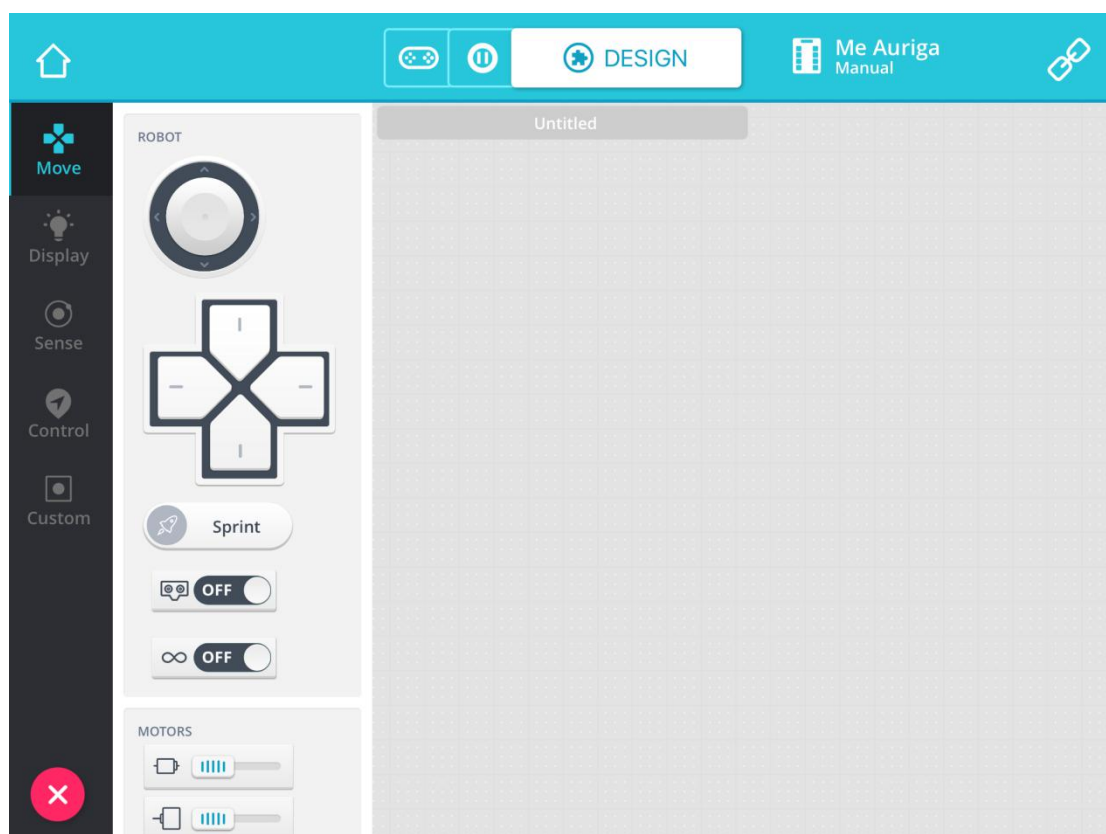 DESIGN
Me Auriga
Manual
Move
Display
Sense
Control
Custom
ROBOT
Sprint
OFF
OFF
MOTORS
Untitled